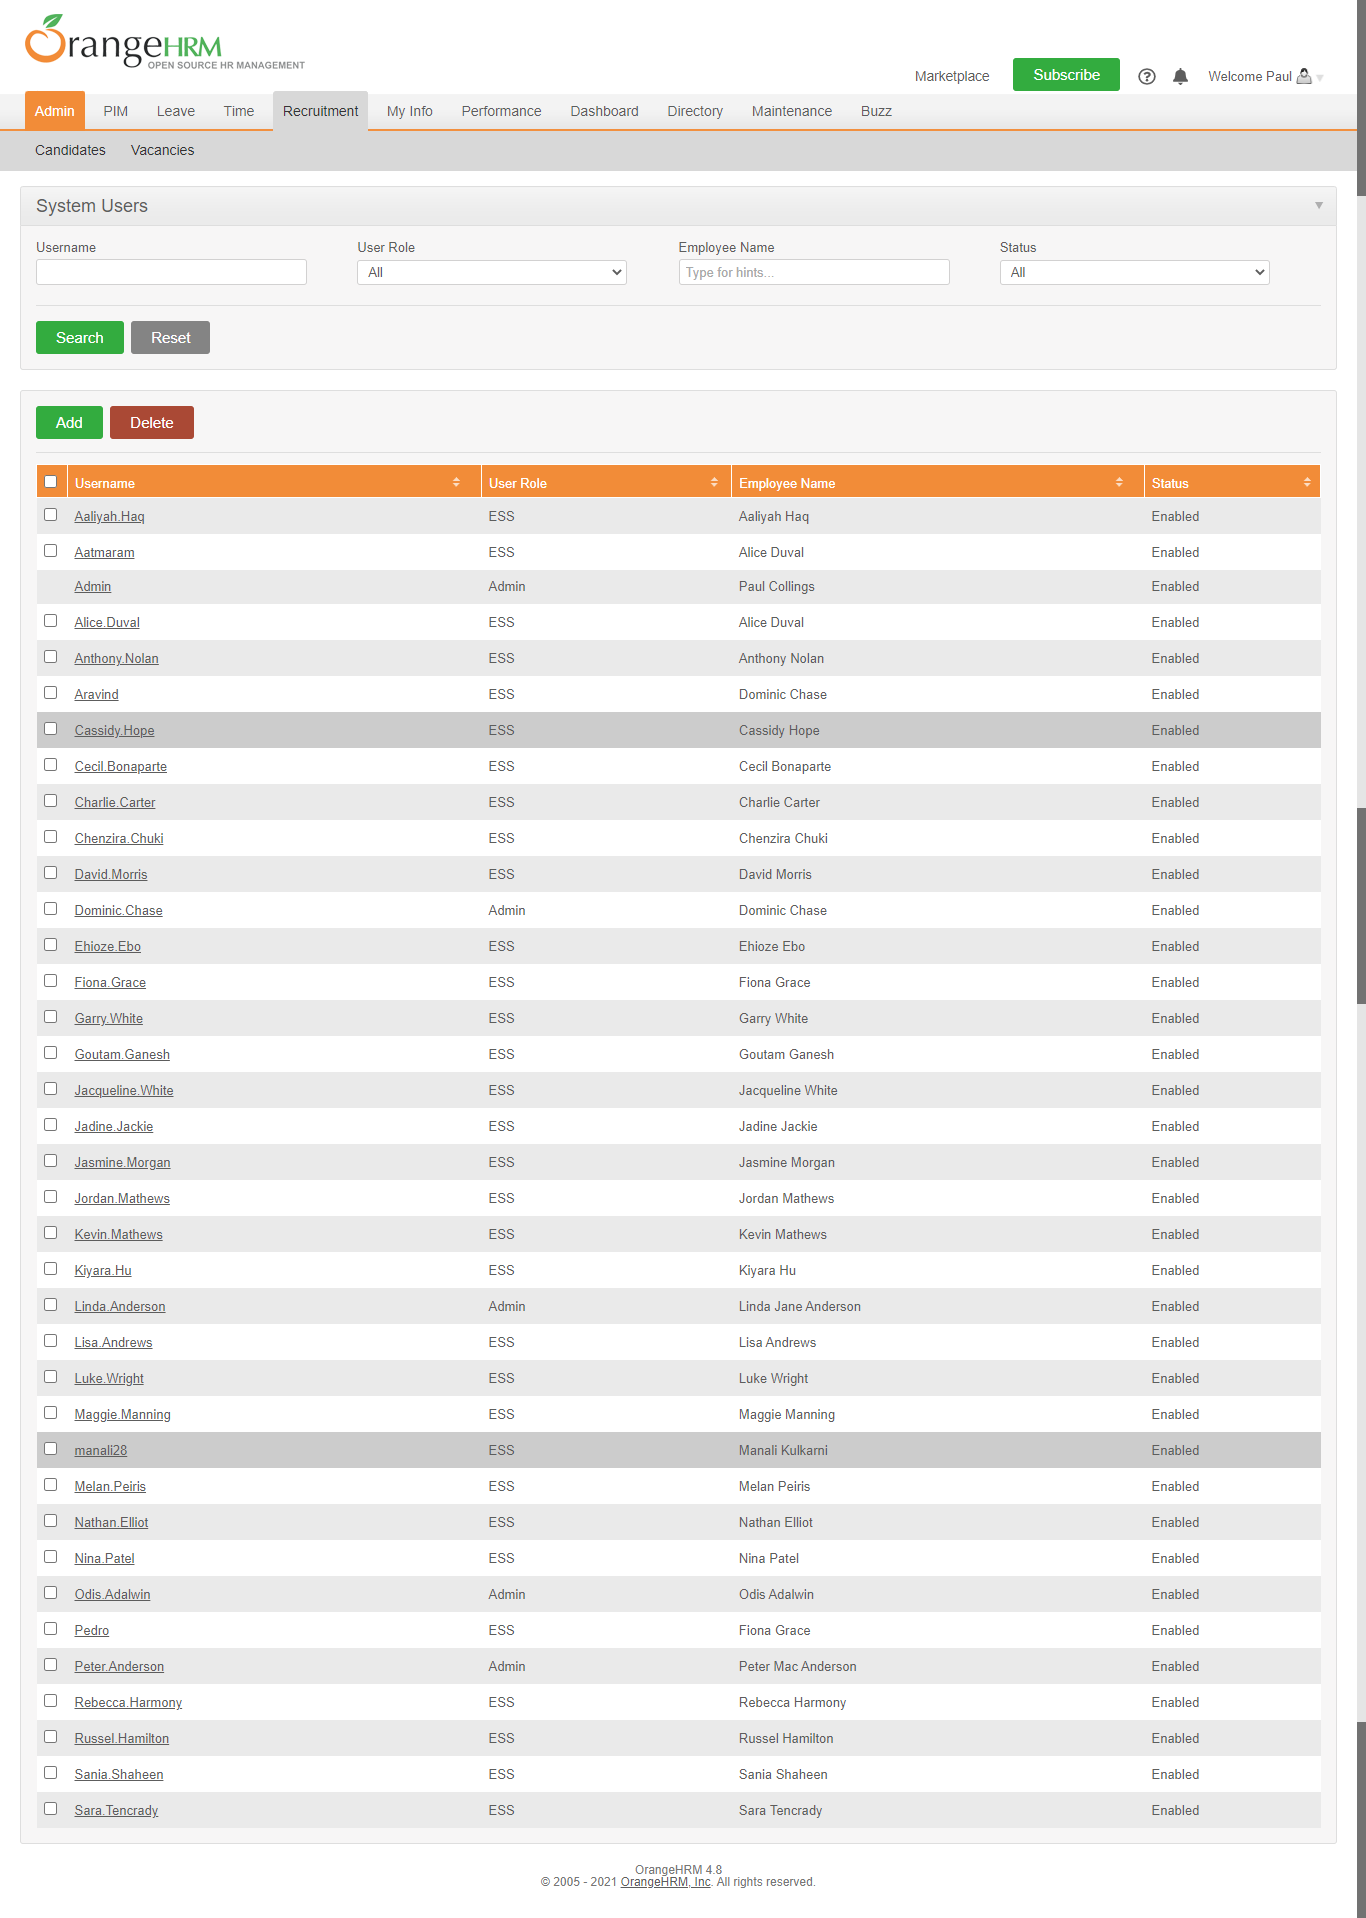 OrangeHRM
OPEN SOURCE HR MANAGEMENT
Marketplace Subscribe Welcome Paul
Admin PIM Leave Time Recruitment My Info Performance Dashboard Directory Maintenance Buzz
Candidates Vacancies
System Users
Username User Role Employee Name Status
All Type for hints... All
Search Reset
Add Delete
Username User Role Employee Name Status
Aaliyah.Haq ESS Aaliyah Haq Enabled
Aatmaram ESS Alice Duval Enabled
Admin Admin Paul Collings Enabled
Alice.Duval ESS Alice Duval Enabled
Anthony.Nolan ESS Anthony Nolan Enabled
Aravind ESS Dominic Chase Enabled
Cassidy.Hope ESS Cassidy Hope Enabled
Cecil.Bonaparte ESS Cecil Bonaparte Enabled
Charlie.Carter ESS Charlie Carter Enabled
Chenzira.Chuki ESS Chenzira Chuki Enabled
David.Morris ESS David Morris Enabled
Dominic.Chase Admin Dominic Chase Enabled
Ehioze.Ebo ESS Ehioze Ebo Enabled
Fiona.Grace ESS Fiona Grace Enabled
Garry.White ESS Garry White Enabled
Goutam.Ganesh ESS Goutam Ganesh Enabled
Jacqueline.White ESS Jacqueline White Enabled
Jadine.Jackie ESS Jadine Jackie Enabled
Jasmine.Morgan ESS Jasmine Morgan Enabled
Jordan.Mathews ESS Jordan Mathews Enabled
Kevin.Mathews ESS Kevin Mathews Enabled
Kiyara.Hu ESS Kiyara Hu Enabled
Linda.Anderson Admin Linda Jane Anderson Enabled
Lisa.Andrews ESS Lisa Andrews Enabled
Luke.Wright ESS Luke Wright Enabled
Maggie.Manning ESS Maggie Manning Enabled
manali28 ESS Manali Kulkarni Enabled
Melan.Peiris ESS Melan Peiris Enabled
Nathan.Elliot ESS Nathan Elliot Enabled
Nina.Patel ESS Nina Patel Enabled
Odis.Adalwin Admin Odis Adalwin Enabled
Pedro ESS Fiona Grace Enabled
Peter.Anderson Admin Peter Mac Anderson Enabled
Rebecca.Harmony ESS Rebecca Harmony Enabled
Russel.Hamilton ESS Russel Hamilton Enabled
Sania.Shaheen ESS Sania Shaheen Enabled
Sara.Tencrady ESS Sara Tencrady Enabled
OrangeHRM 4.8
© 2005 - 2021 OrangeHRM, Inc. All rights reserved.